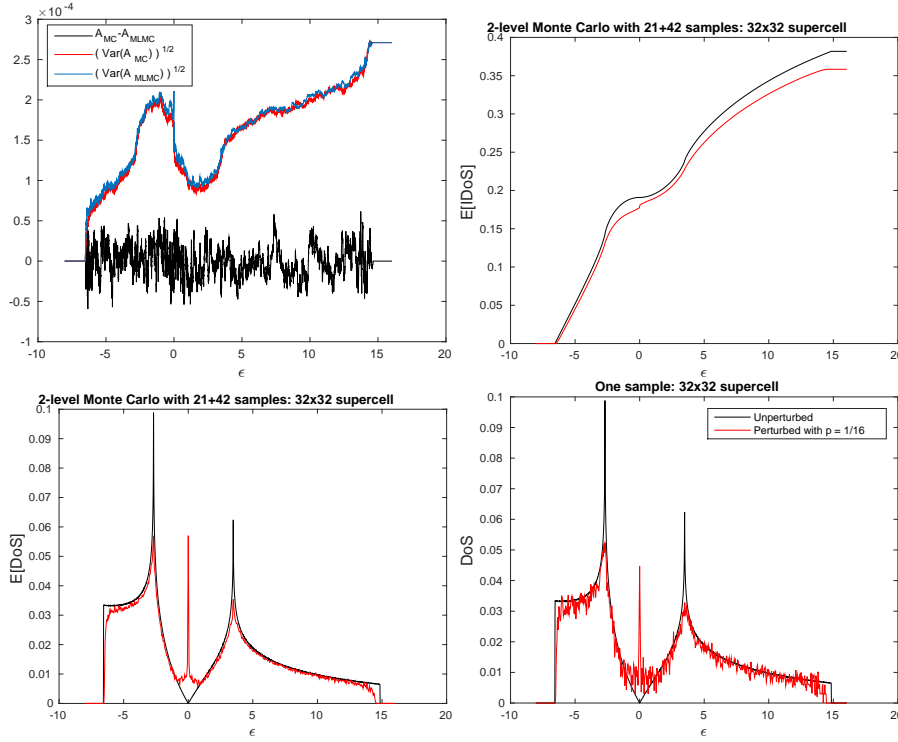 3
×10⁻⁴
A_MC-A_MLMC
( Var(A_MC) )^1/2
( Var(A_MLMC) )^1/2
2.5
2
1.5
1
0.5
0
-0.5
-1
-10 -5 0 5 10 15 20
ϵ
2-level Monte Carlo with 21+42 samples: 32x32 supercell
0.4
0.35
0.3
0.25
0.2
0.15
0.1
0.05
0
E[IDoS]
-10 -5 0 5 10 15 20
ϵ
2-level Monte Carlo with 21+42 samples: 32x32 supercell
0.1
0.09
0.08
0.07
0.06
0.05
0.04
0.03
0.02
0.01
0
E[DoS]
-10 -5 0 5 10 15 20
ϵ
One sample: 32x32 supercell
Unperturbed
Perturbed with p = 1/16
0.1
0.09
0.08
0.07
0.06
0.05
0.04
0.03
0.02
0.01
0
DoS
-10 -5 0 5 10 15 20
ϵ